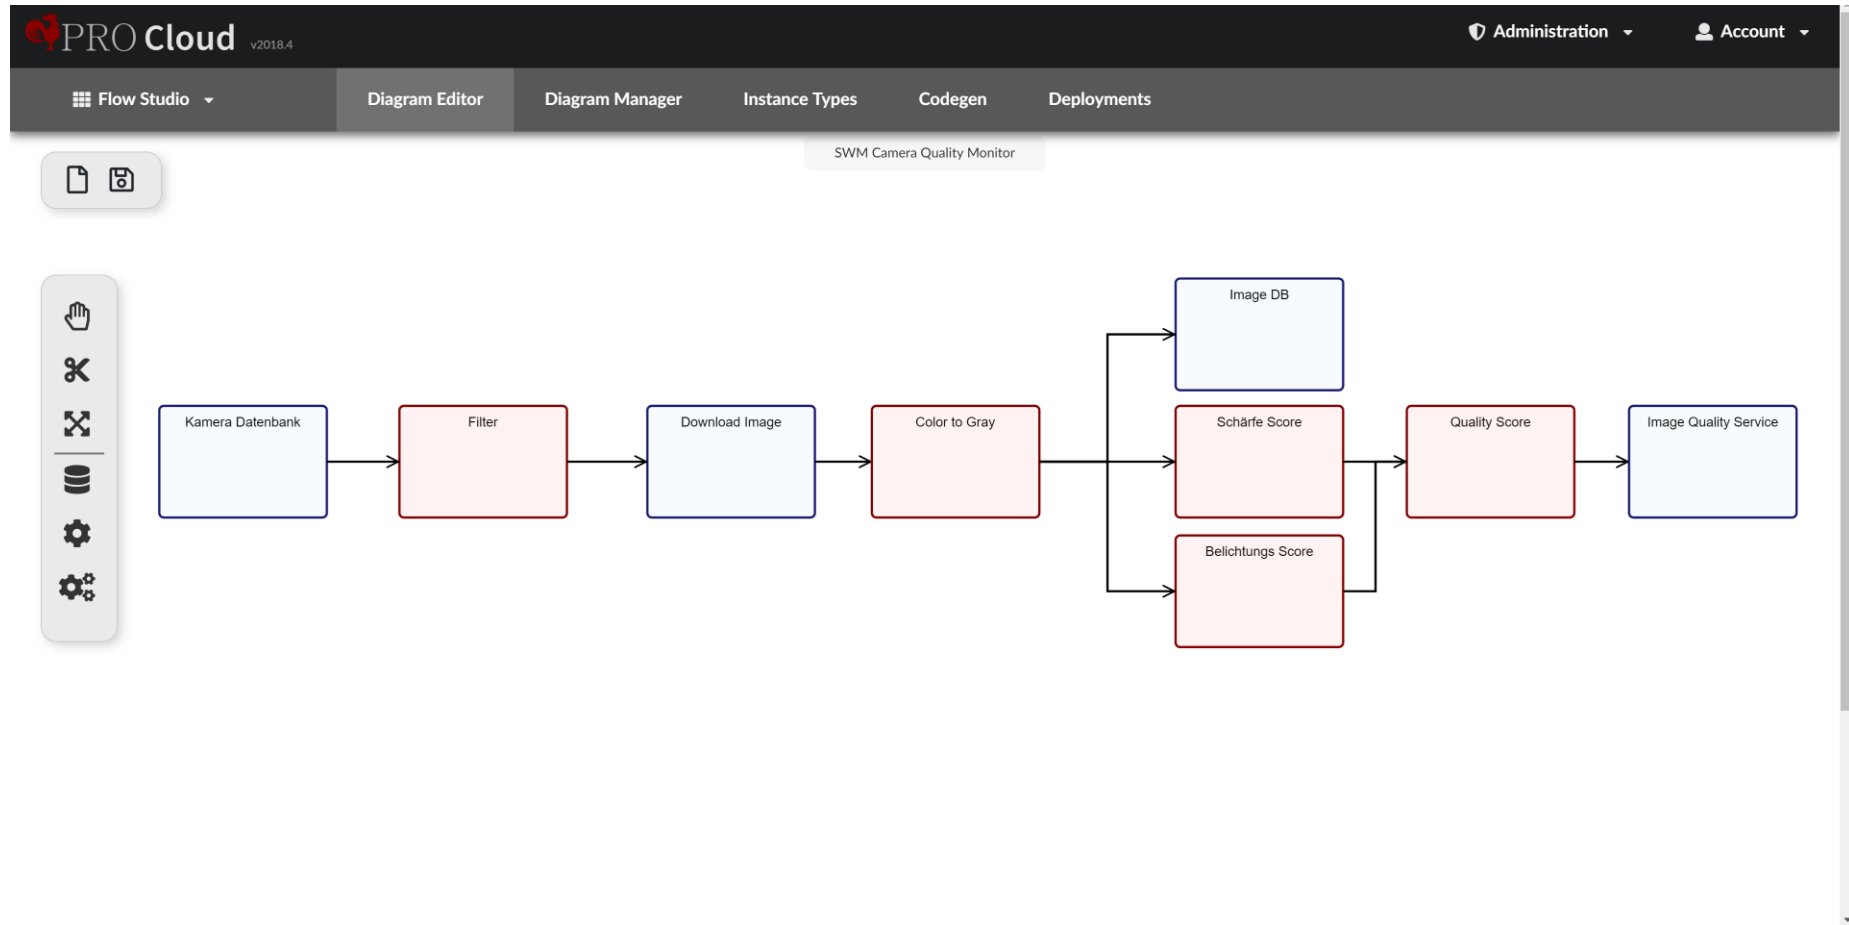 PRO Cloud v2018.4
Administration
Account
Flow Studio
Diagram Editor
Diagram Manager
Instance Types
Codegen
Deployments
SWM Camera Quality Monitor
Image DB
Kamera Datenbank
Filter
Download Image
Color to Gray
Schärfe Score
Quality Score
Image Quality Service
Belichtungs Score